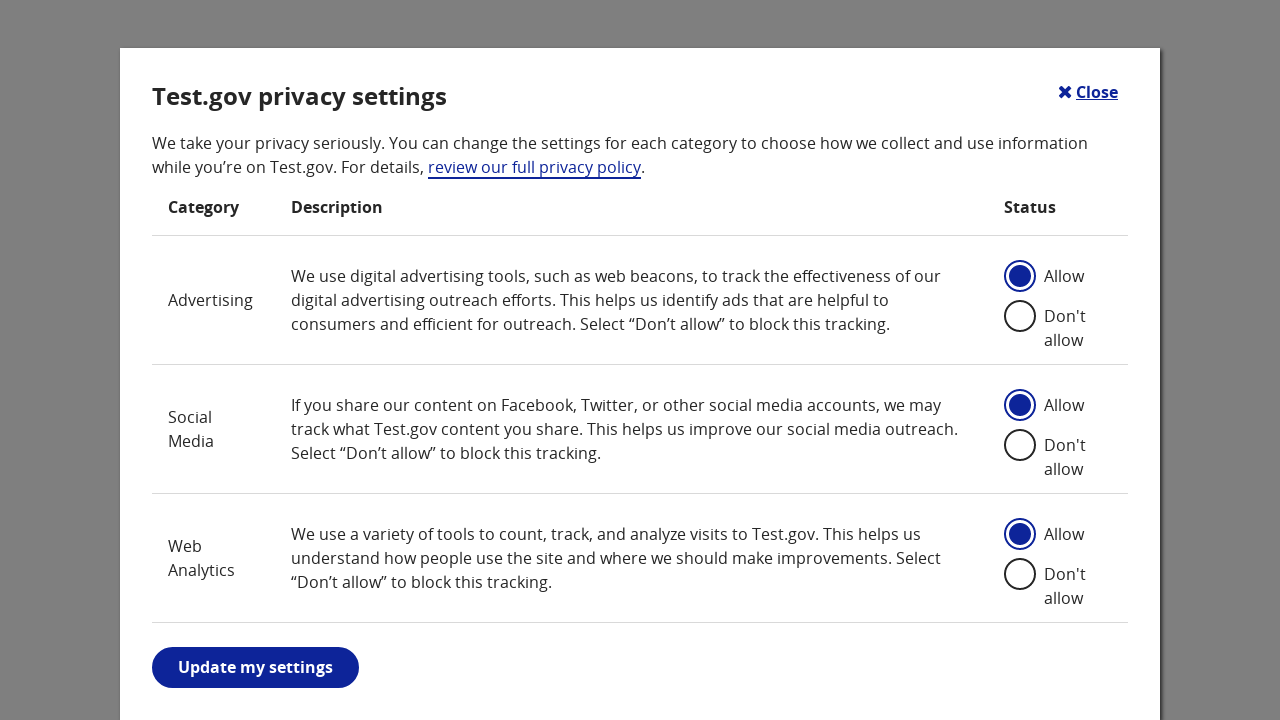 Test.gov privacy settings
✖ Close
We take your privacy seriously. You can change the settings for each category to choose how we collect and use information
while you’re on Test.gov. For details, review our full privacy policy.
Category Description Status
Advertising
We use digital advertising tools, such as web beacons, to track the effectiveness of our
digital advertising outreach efforts. This helps us identify ads that are helpful to
consumers and efficient for outreach. Select “Don’t allow” to block this tracking.
Allow
Don't
allow
Social
Media
If you share our content on Facebook, Twitter, or other social media accounts, we may
track what Test.gov content you share. This helps us improve our social media outreach.
Select “Don’t allow” to block this tracking.
Allow
Don't
allow
Web
Analytics
We use a variety of tools to count, track, and analyze visits to Test.gov. This helps us
understand how people use the site and where we should make improvements. Select
“Don’t allow” to block this tracking.
Allow
Don't
allow
Update my settings